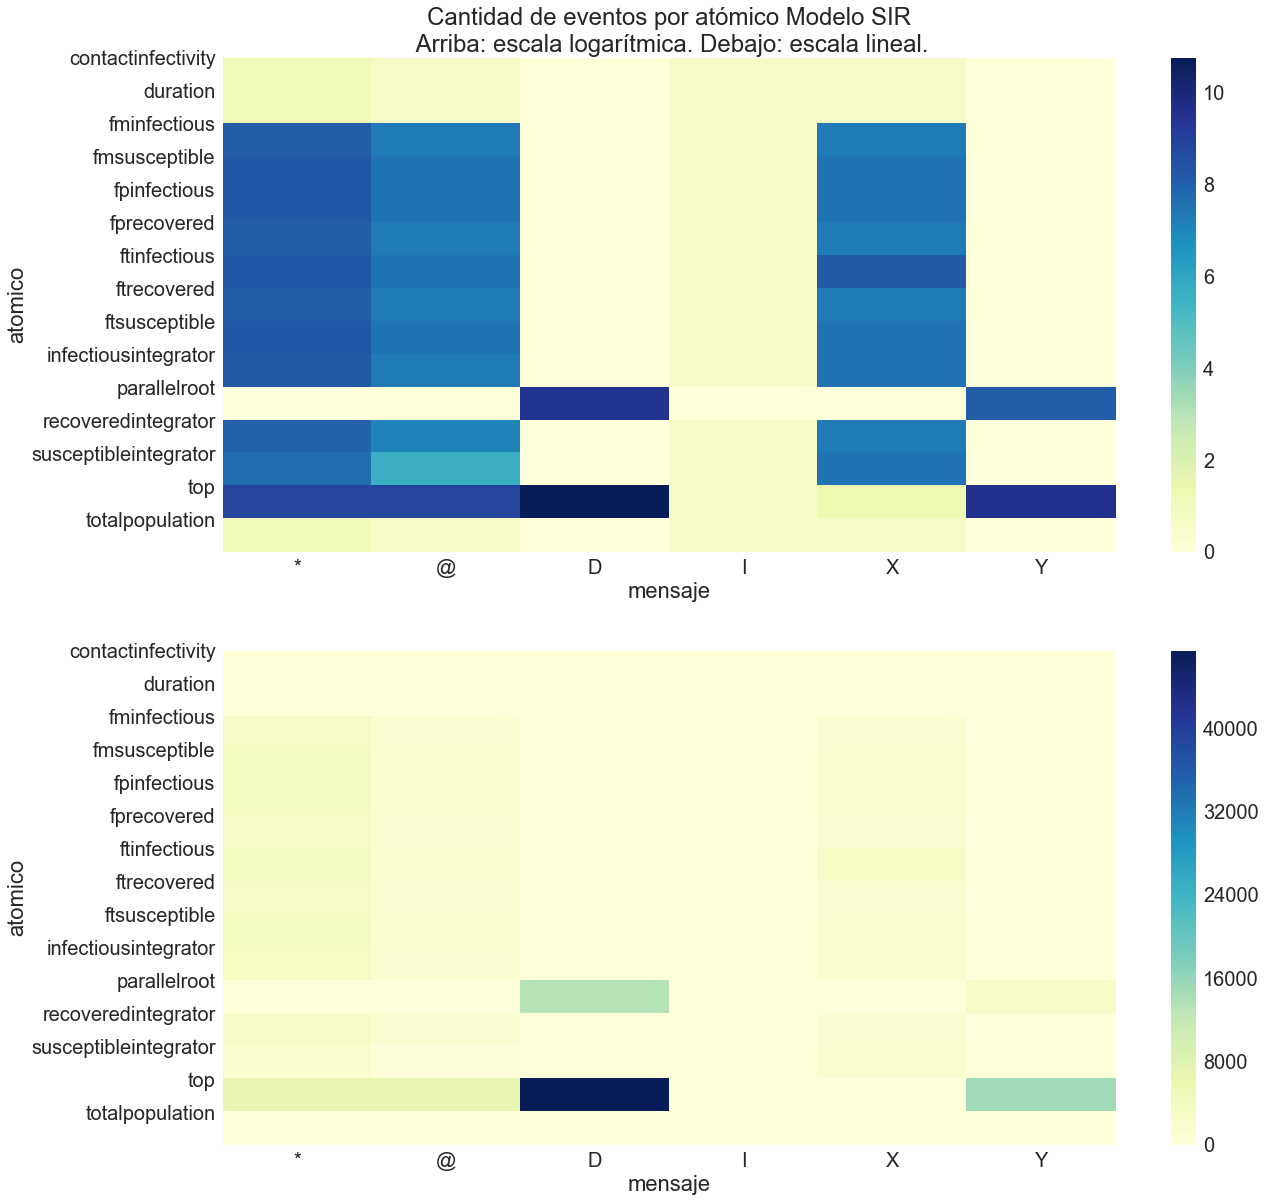 Cantidad de eventos por atómico Modelo SIR
Arriba: escala logarítmica. Debajo: escala lineal.
contactinfectivity
duration
fminfectious
fmsusceptible
fpinfectious
fprecovered
ftinfectious
ftrecovered
ftsusceptible
infectiousintegrator
parallelroot
recoveredintegrator
susceptibleintegrator
top
totalpopulation
atomico
* @ D I X Y
mensaje
10
8
6
4
2
0
contactinfectivity
duration
fminfectious
fmsusceptible
fpinfectious
fprecovered
ftinfectious
ftrecovered
ftsusceptible
infectiousintegrator
parallelroot
recoveredintegrator
susceptibleintegrator
top
totalpopulation
atomico
* @ D I X Y
mensaje
40000
32000
24000
16000
8000
0